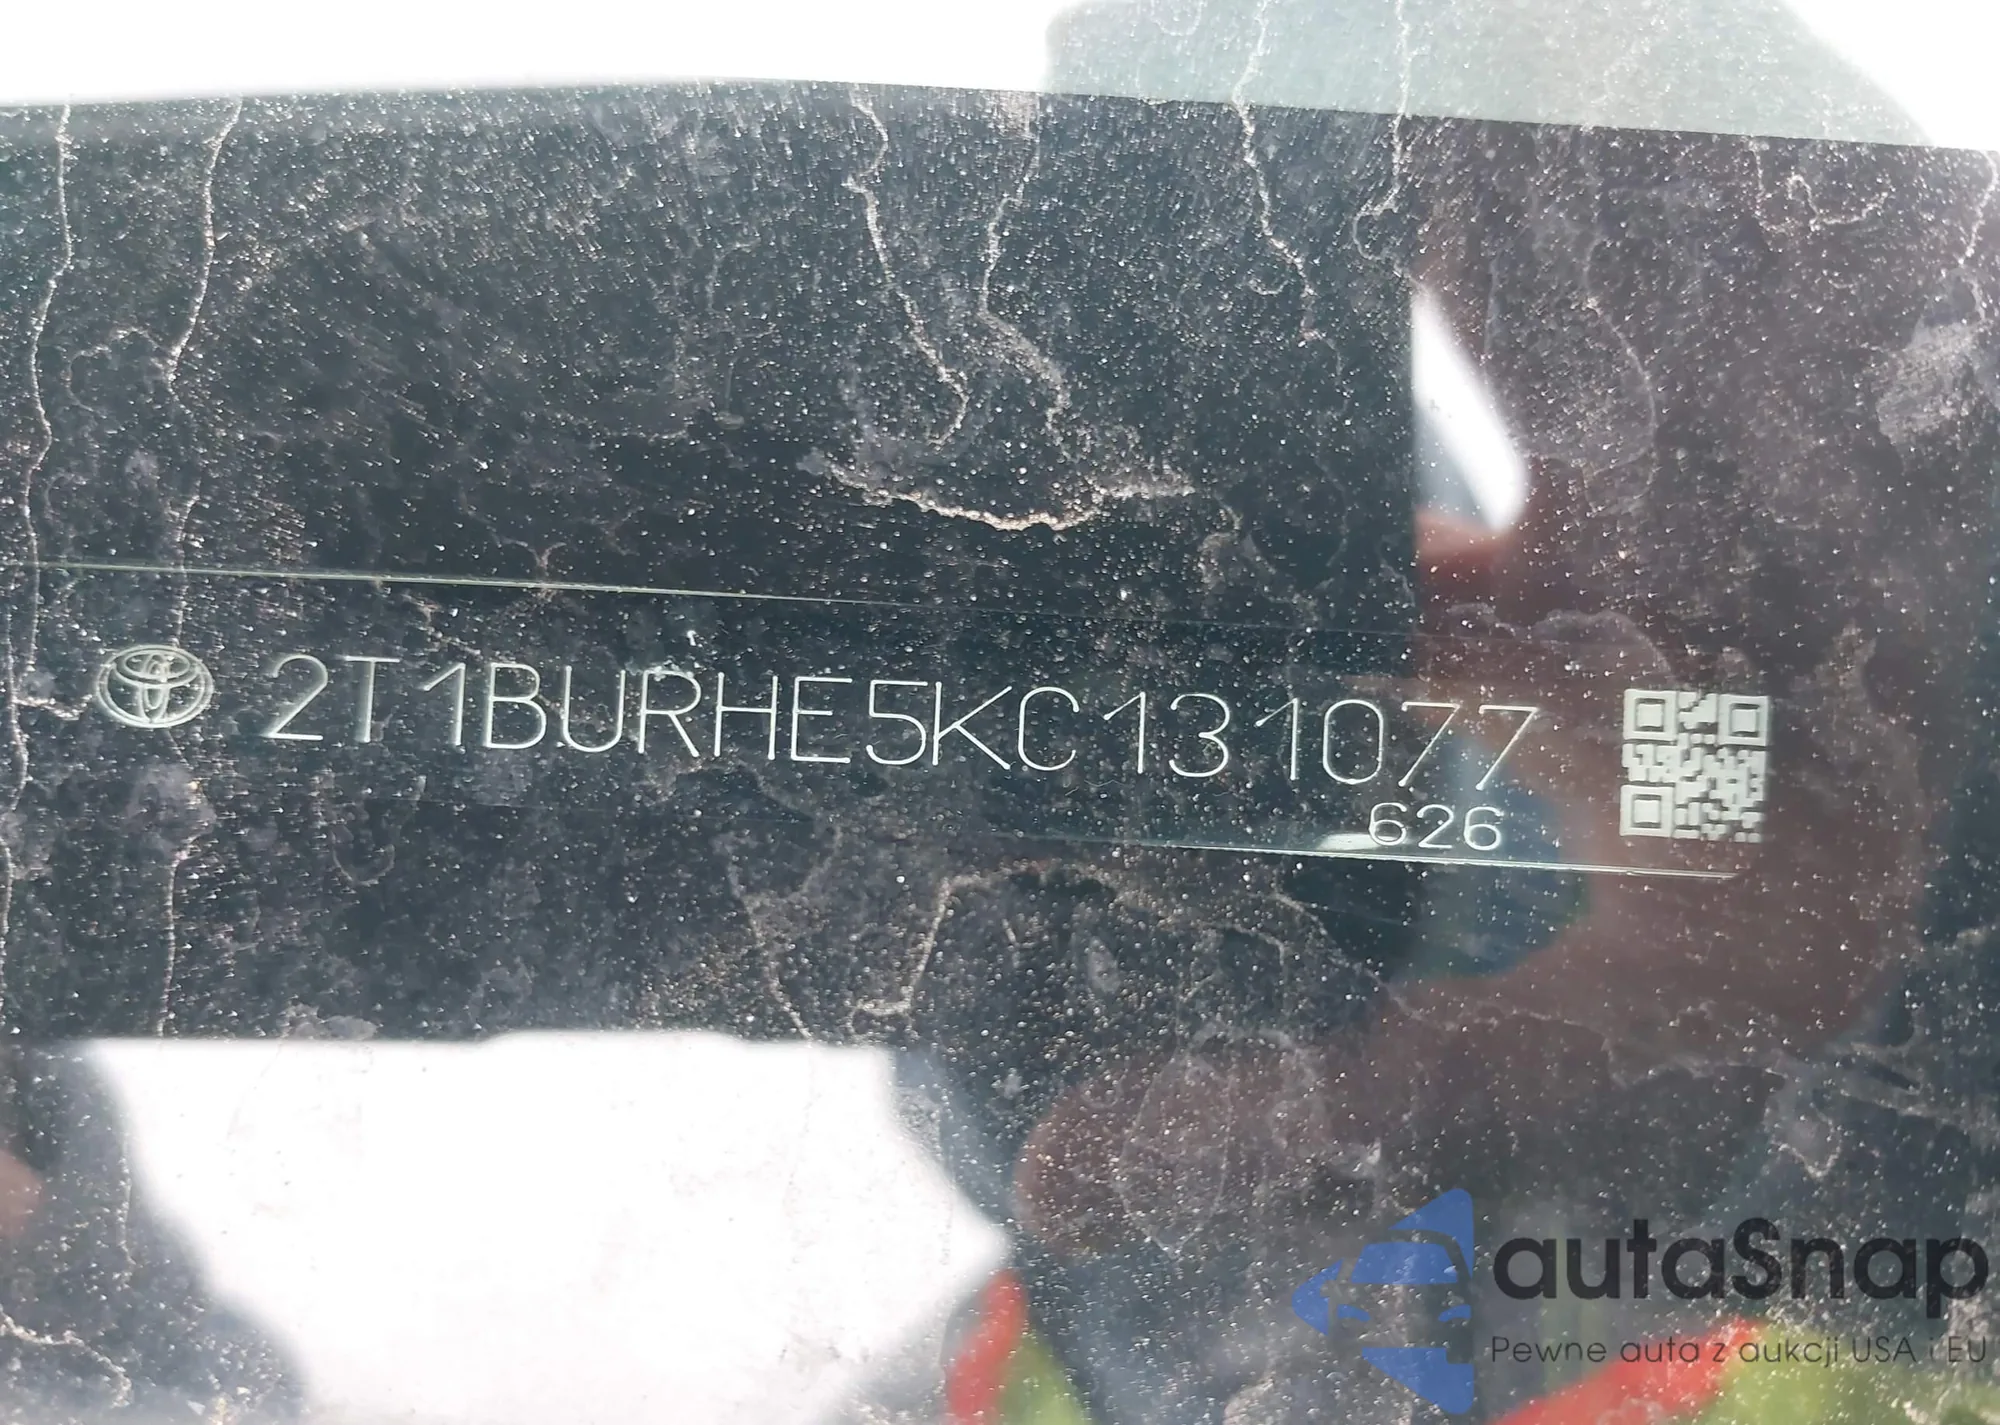 2T1BURHE5KC131077
626
autaSnap
Pewne auta z aukcji USA i EU